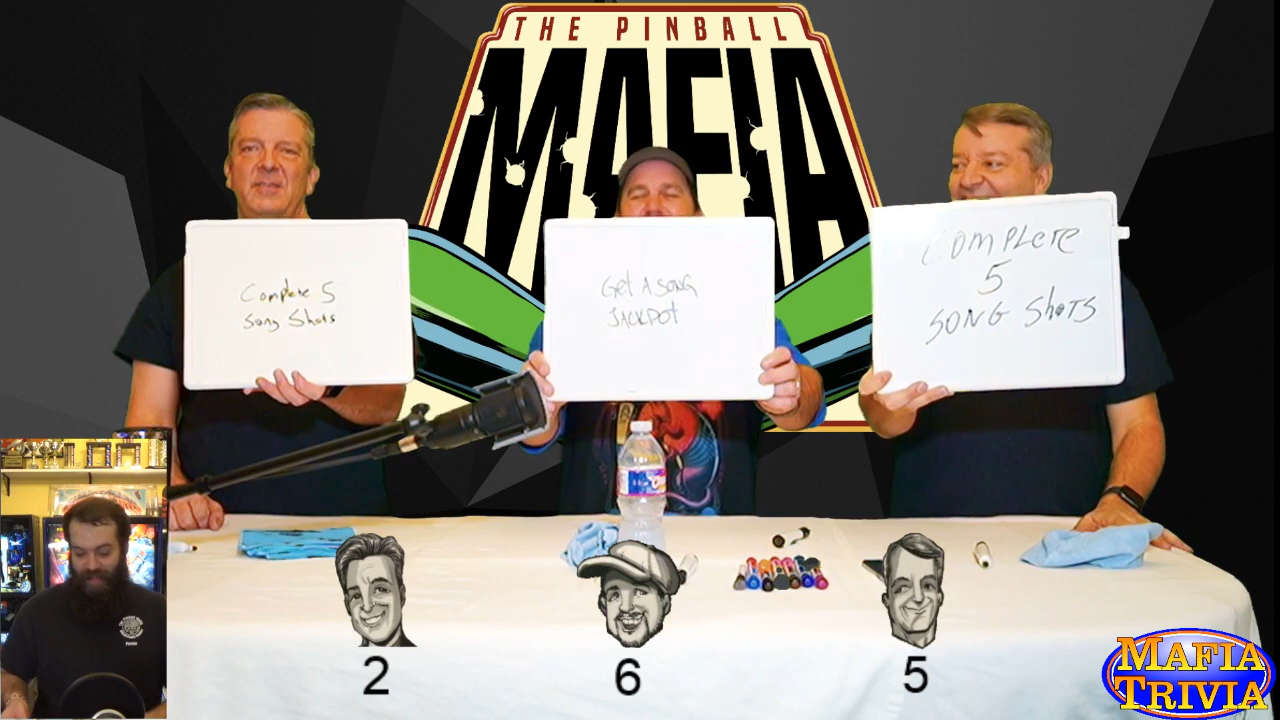 THE PINBALL
MAFIA
Complete 5
Song Shots
Get A SONG
JACKPOT
COMPLETE
5
SONG ShOTS
2
6
5
MAFIA
TRIVIA